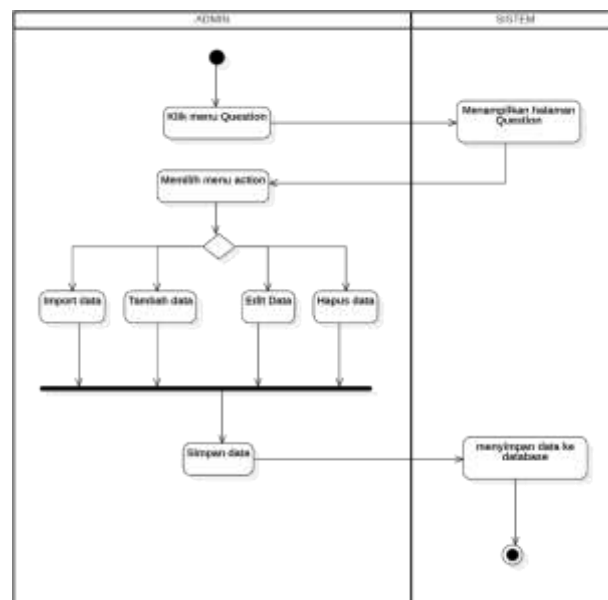 ADMIN
SISTEM
Klik menu Question
Menampilkan halaman
Question
Memilih menu action
Import data
Tambah data
Edit Data
Hapus data
Simpan data
menyimpan data ke
database